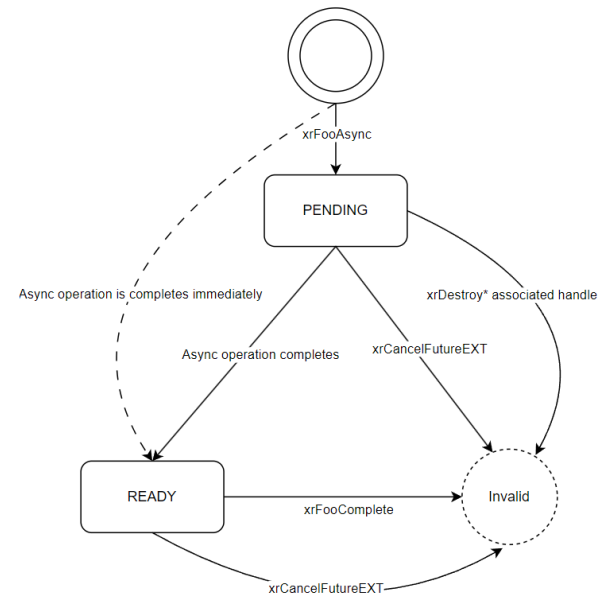 xrFooAsync
PENDING
Async operation is completes immediately
xrDestroy* associated handle
Async operation completes
xrCancelFutureEXT
READY
Invalid
xrFooComplete
xrCancelFutureEXT